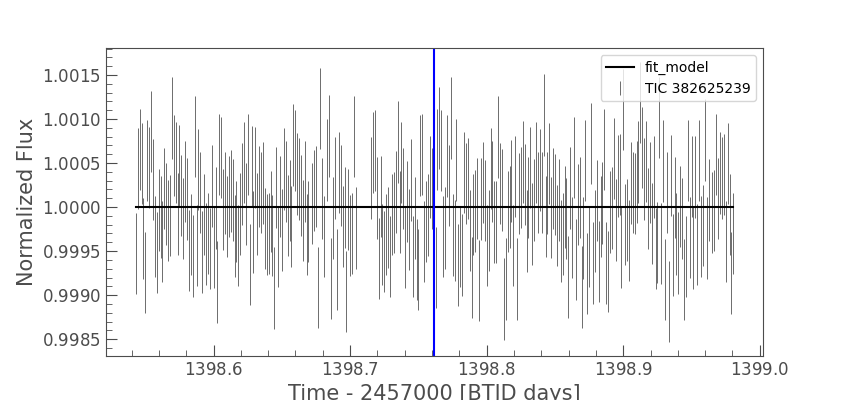 1.0015
1.0010
1.0005
1.0000
0.9995
0.9990
0.9985
Normalized Flux
fit_model
TIC 382625239
1398.6 1398.7 1398.8 1398.9 1399.0
Time - 2457000 [BTJD days]